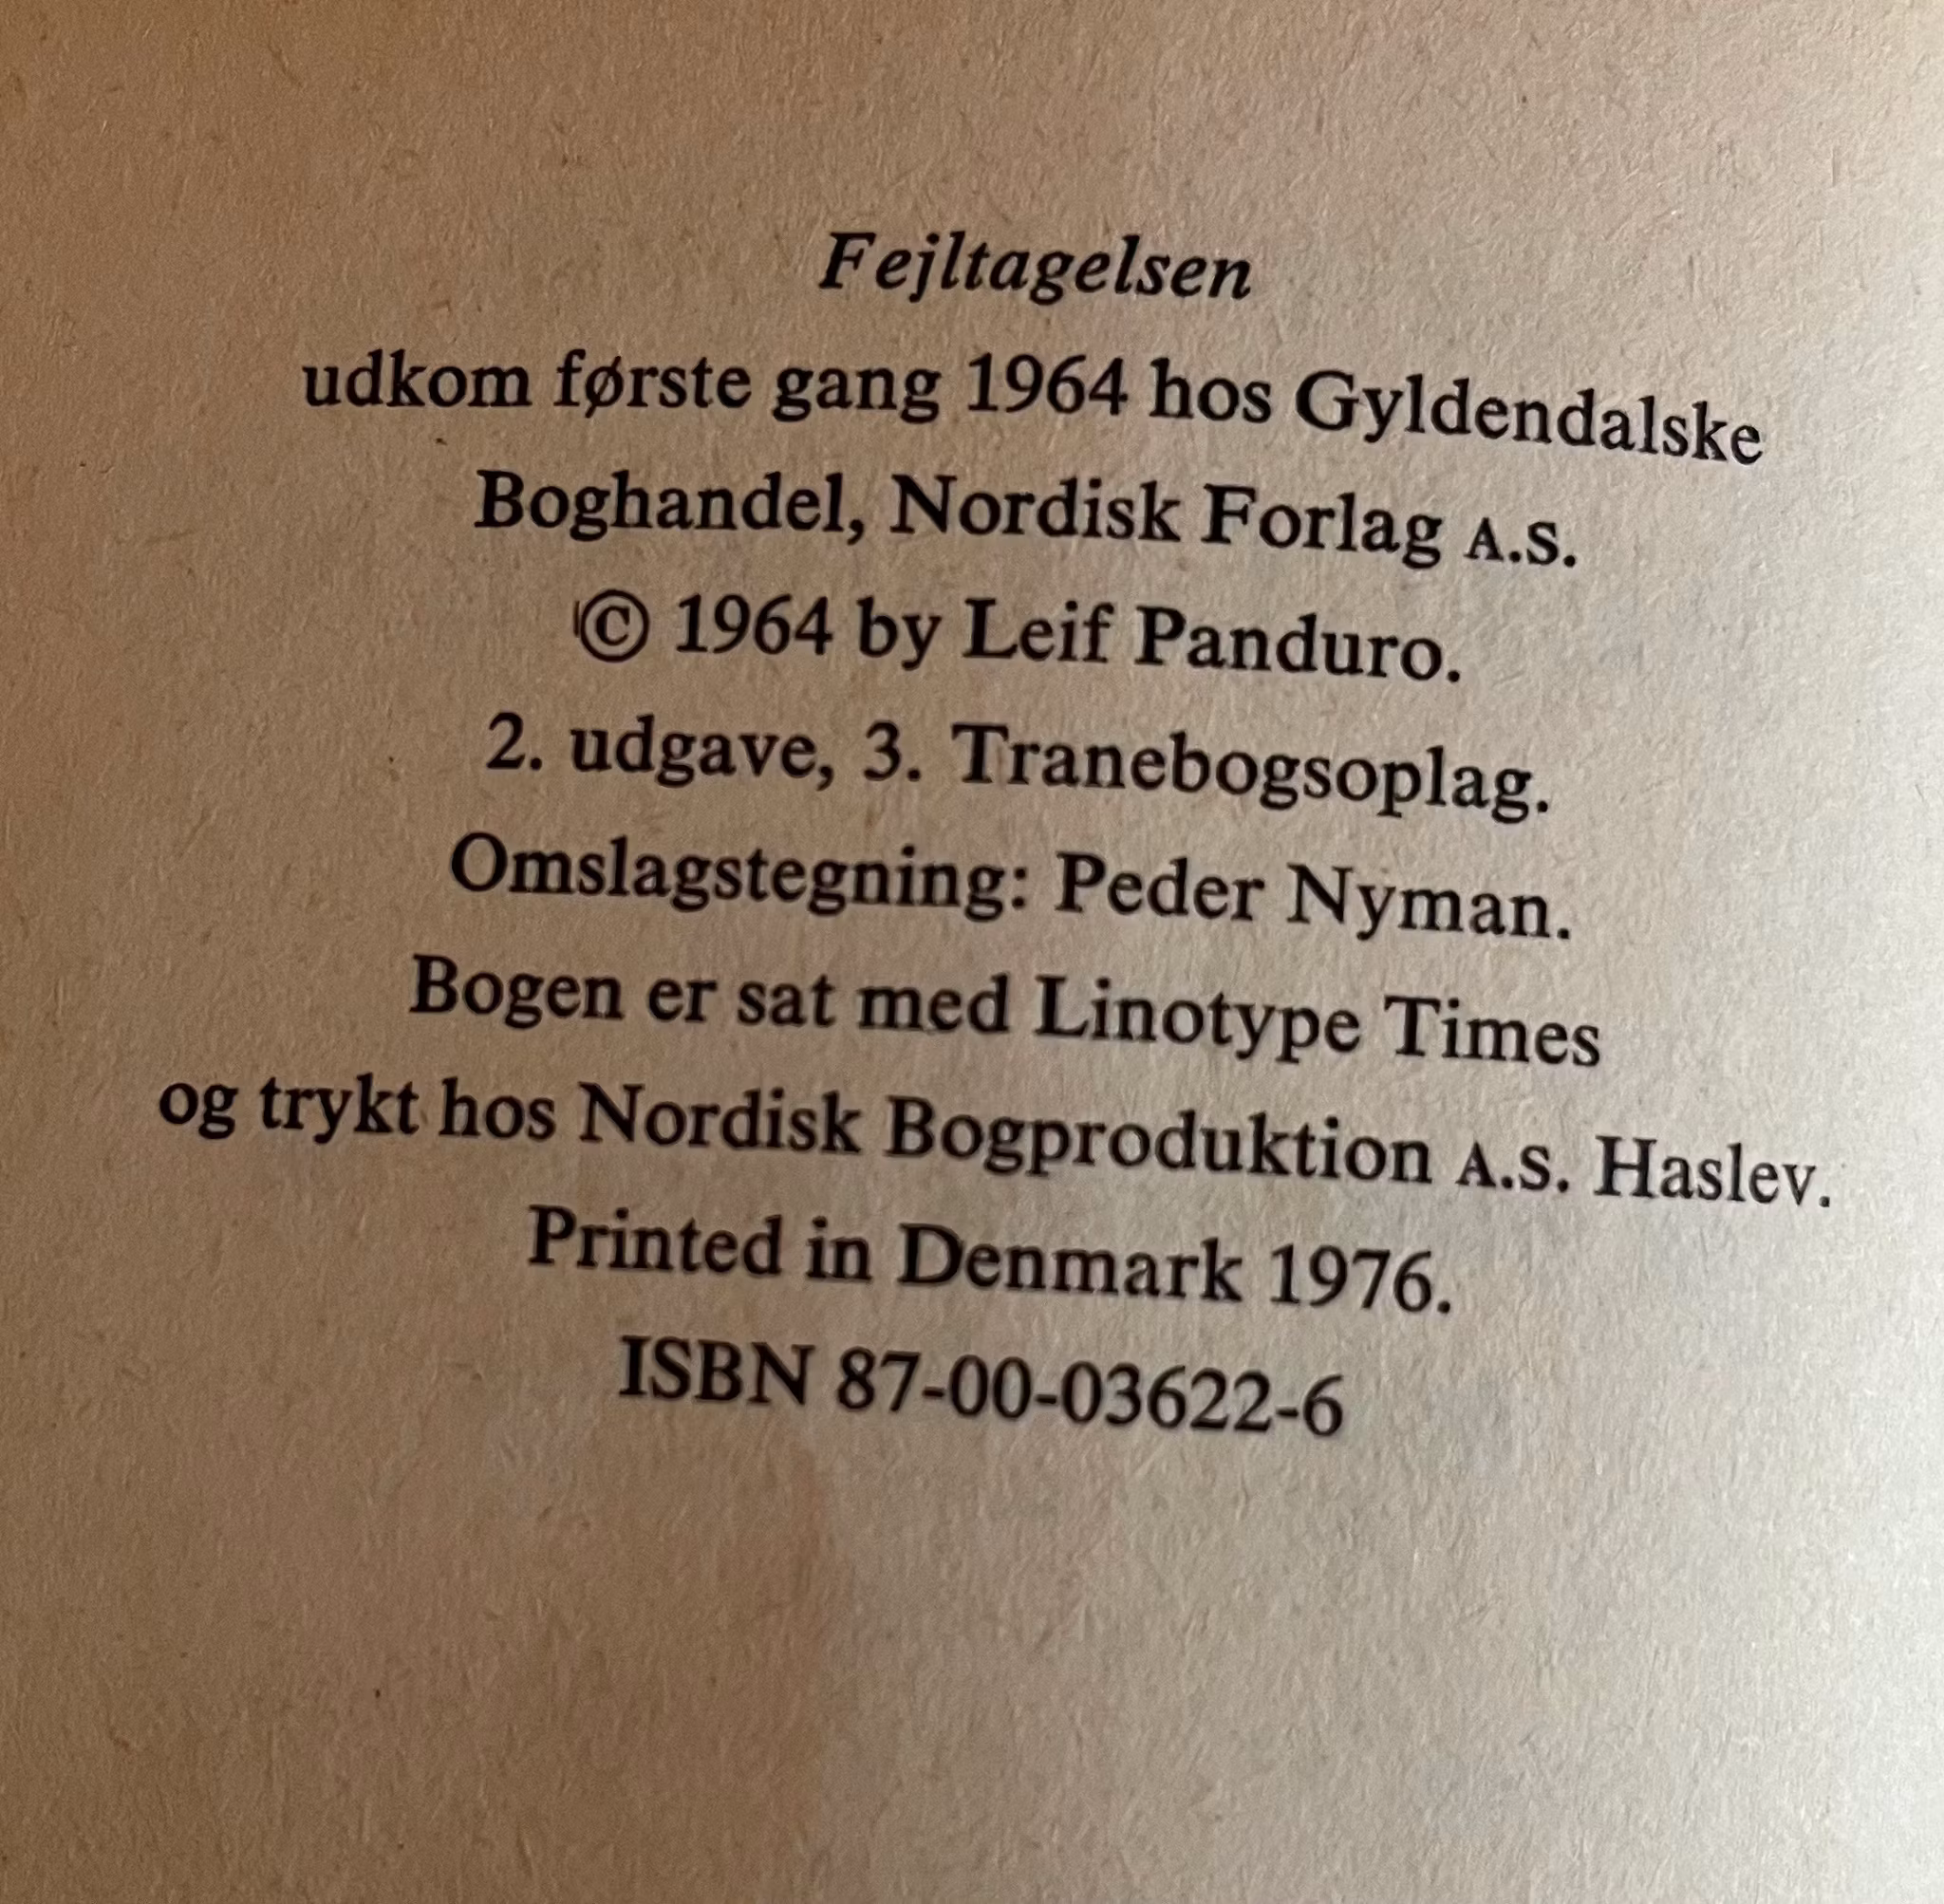 Fejltagelsen
udkom første gang 1964 hos Gyldendalske
Boghandel, Nordisk Forlag A.S.
© 1964 by Leif Panduro.
2. udgave, 3. Tranebogsoplag.
Omslagstegning: Peder Nyman.
Bogen er sat med Linotype Times
og trykt hos Nordisk Bogproduktion A.S. Haslev.
Printed in Denmark 1976.
ISBN 87-00-03622-6